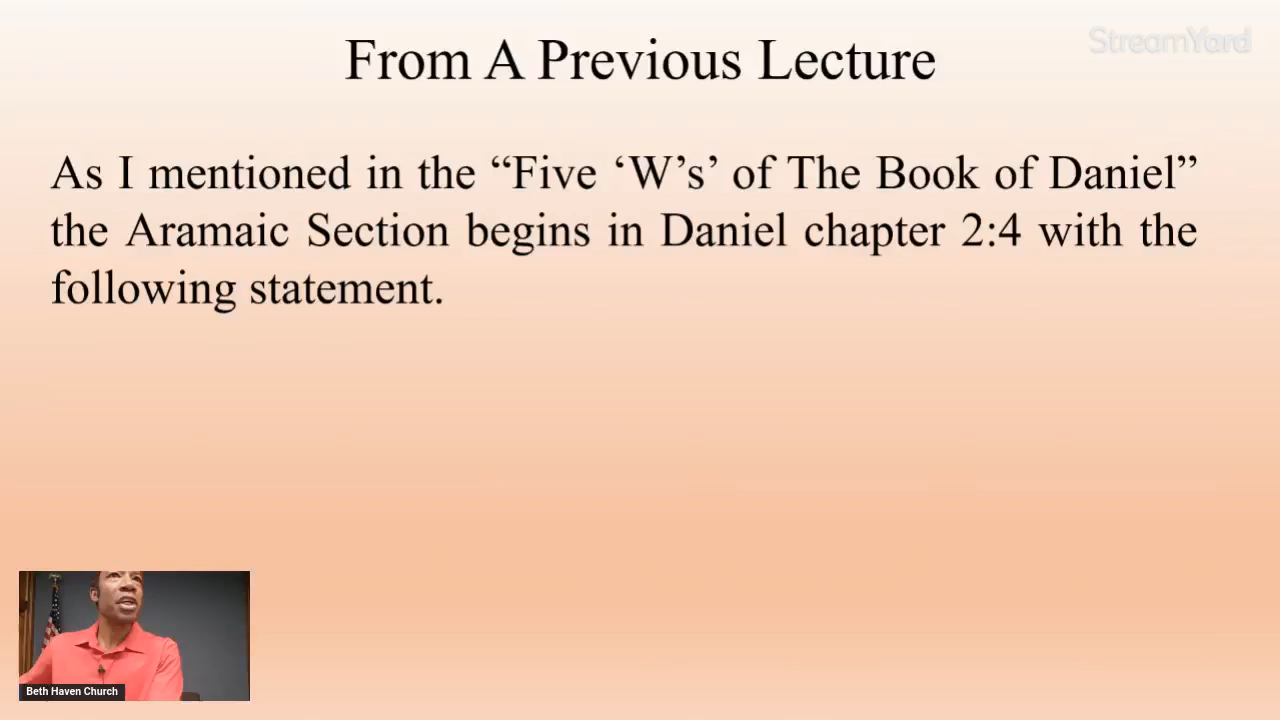 StreamYard
From A Previous Lecture
As I mentioned in the “Five ‘W’s’ of The Book of Daniel”
the Aramaic Section begins in Daniel chapter 2:4 with the
following statement.
Beth Haven Church